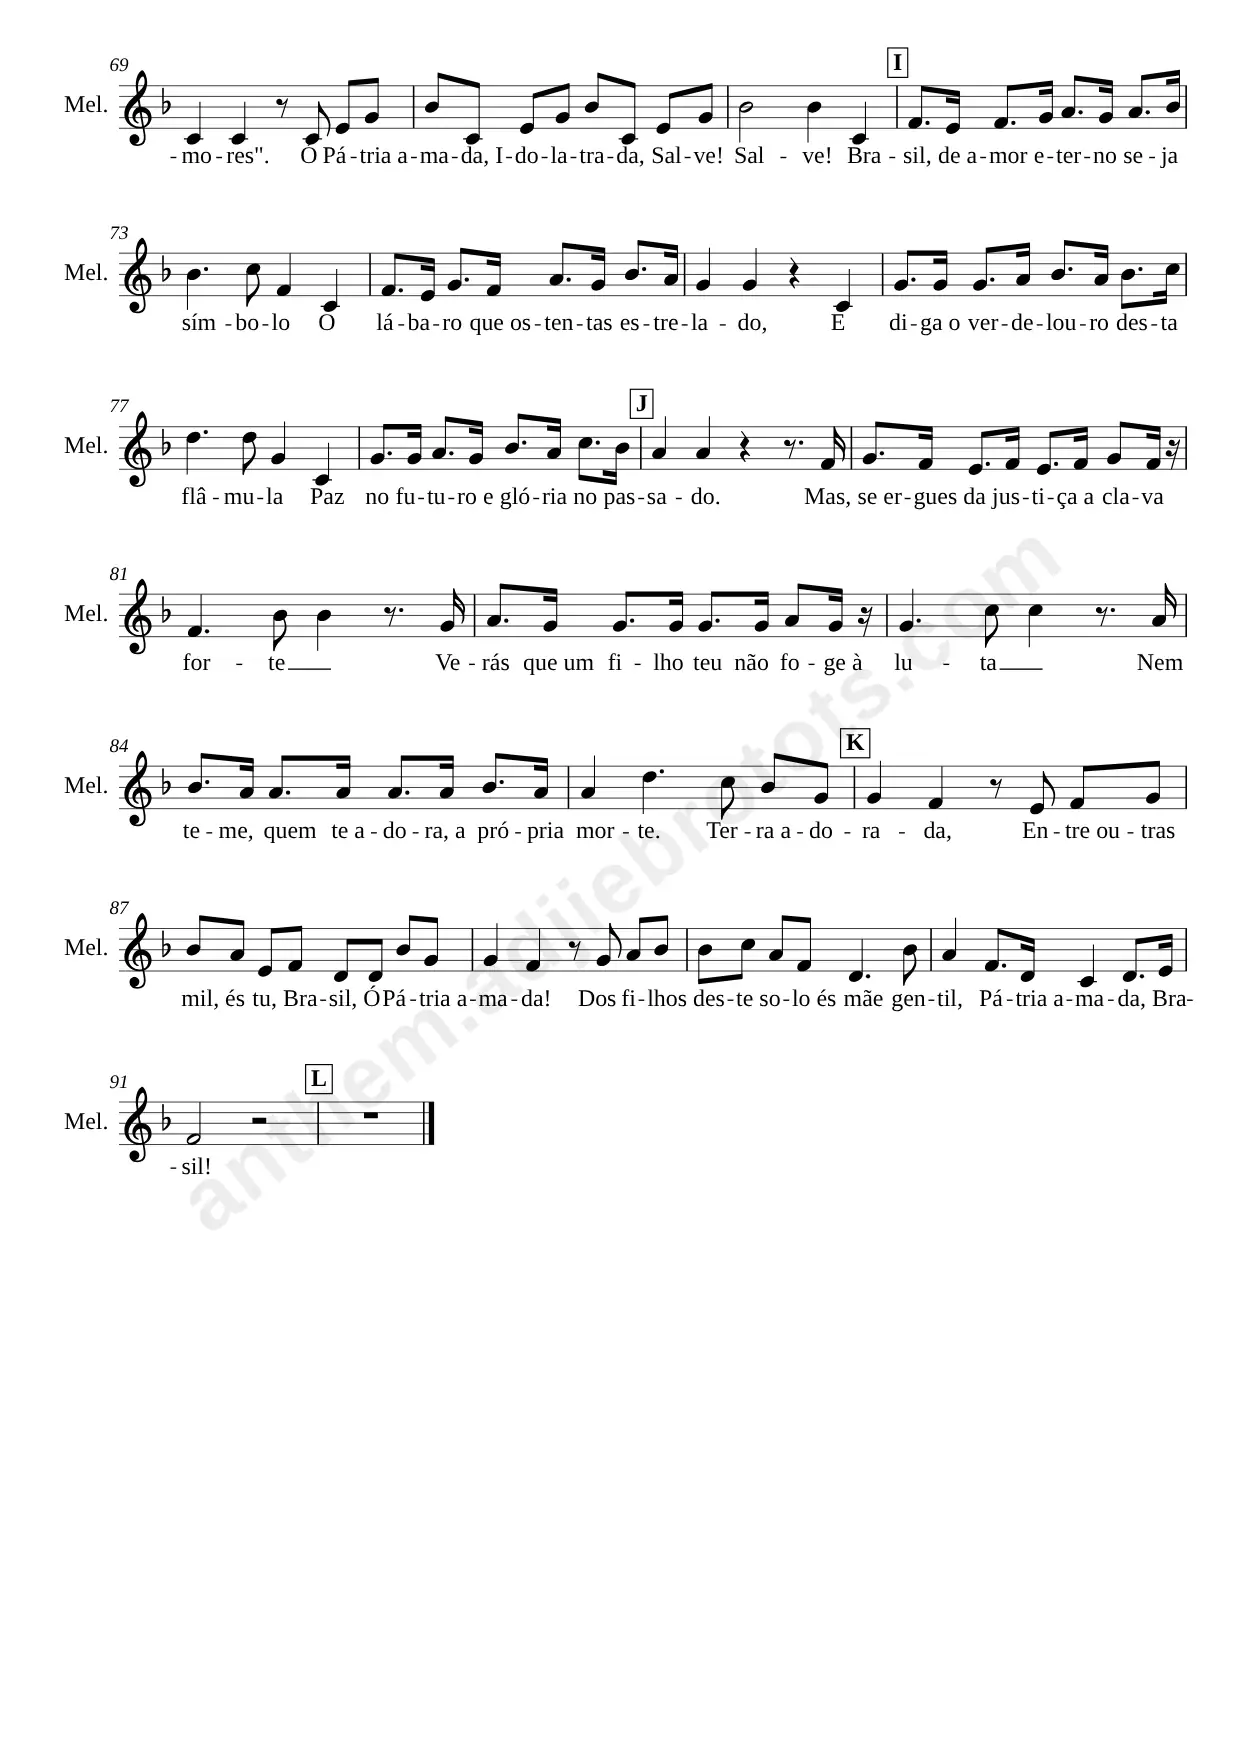 I
69
Mel.
- mo - res". Ó Pá - tria a - ma - da, I - do - la - tra - da, Sal - ve! Sal - ve! Bra - sil, de a - mor e - ter - no se - ja
73
Mel.
sím - bo - lo O lá - ba - ro que os - ten - tas es - tre - la - do, E di - ga o ver - de - lou - ro des - ta
J
77
Mel.
flâ - mu - la Paz no fu - tu - ro e gló - ria no pas - sa - do. Mas, se er - gues da jus - ti - ça a cla - va
81
Mel.
for - te Ve - rás que um fi - lho teu não fo - ge à lu - ta Nem
K
84
Mel.
te - me, quem te a - do - ra, a pró - pria mor - te. Ter - ra a - do - ra - da, En - tre ou - tras
87
Mel.
mil, és tu, Bra - sil, Ó Pá - tria a - ma - da! Dos fi - lhos des - te so - lo és mãe gen - til, Pá - tria a - ma - da, Bra -
L
91
Mel.
- sil!
anthem.adjiebrotots.com